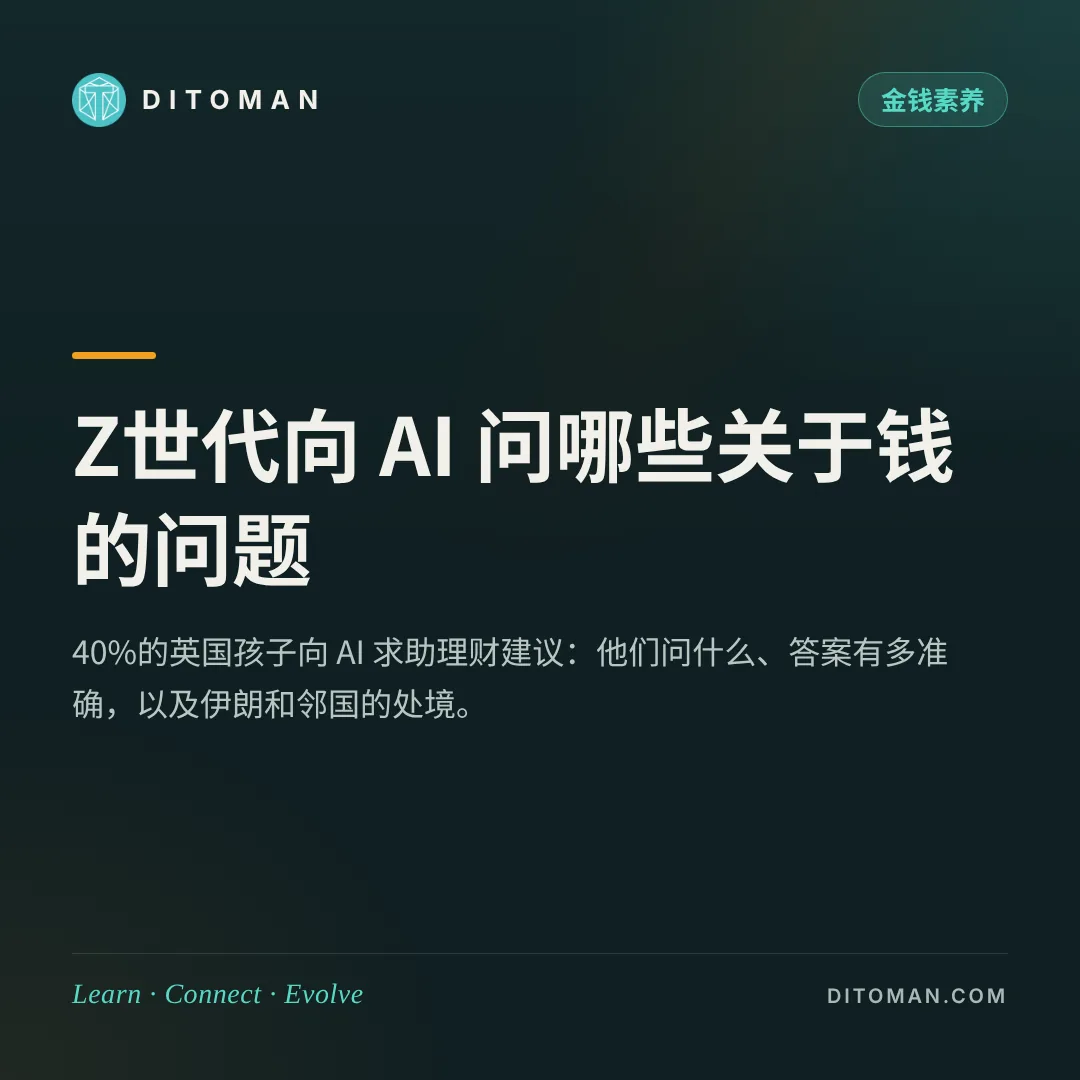 DITOMAN
金钱素养
Z世代向 AI 问哪些关于钱
的问题
40%的英国孩子向 AI 求助理财建议：他们问什么、答案有多准
确，以及伊朗和邻国的处境。
Learn · Connect · Evolve
DITOMAN.COM